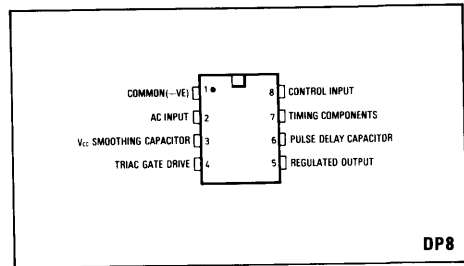 COMMON(–VE) 1 8 CONTROL INPUT
AC INPUT 2 7 TIMING COMPONENTS
Vcc SMOOTHING CAPACITOR 3 6 PULSE DELAY CAPACITOR
TRIAC GATE DRIVE 4 5 REGULATED OUTPUT
DP8